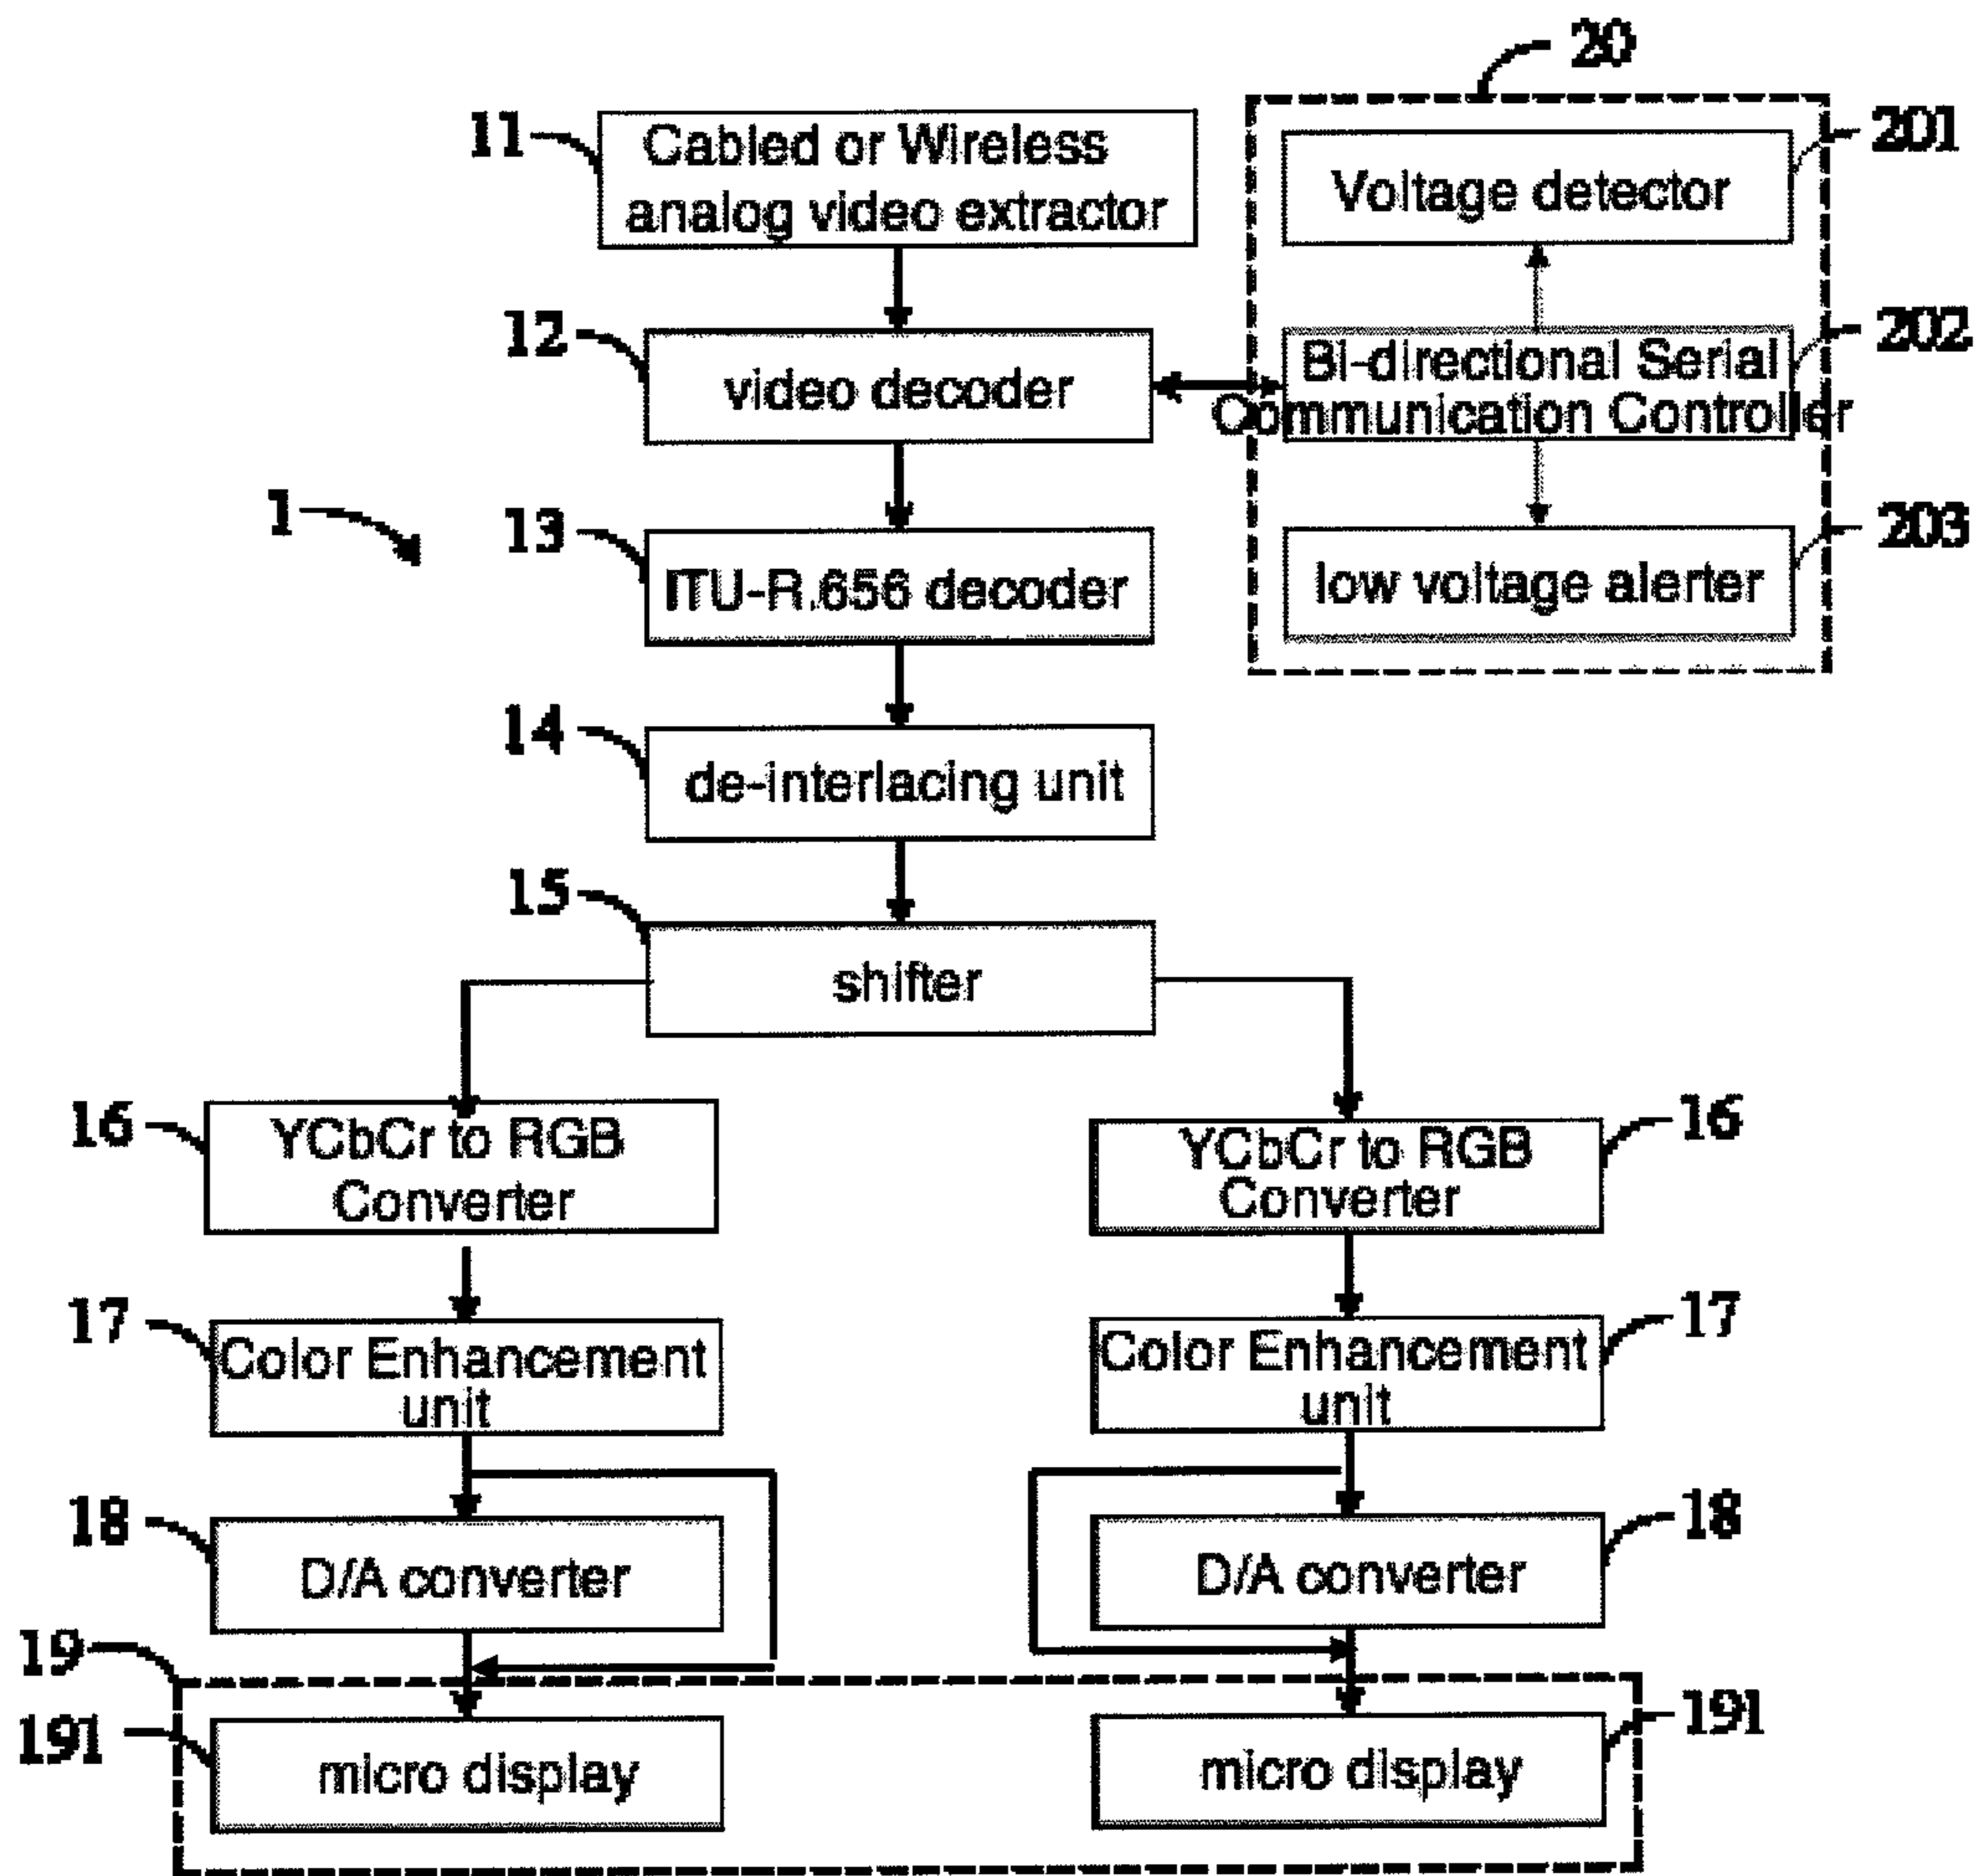 20
11
Cabled or Wireless
analog video extractor
201
Voltage detector
12
video decoder
202
Bi-directional Serial
Communication Controller
1
13
ITU-R.656 decoder
203
low voltage alerter
14
de-interlacing unit
15
shifter
16
YCbCr to RGB
Converter
YCbCr to RGB
Converter
16
17
Color Enhancement
unit
Color Enhancement
unit
17
18
D/A converter
D/A converter
18
19
191
micro display
micro display
191